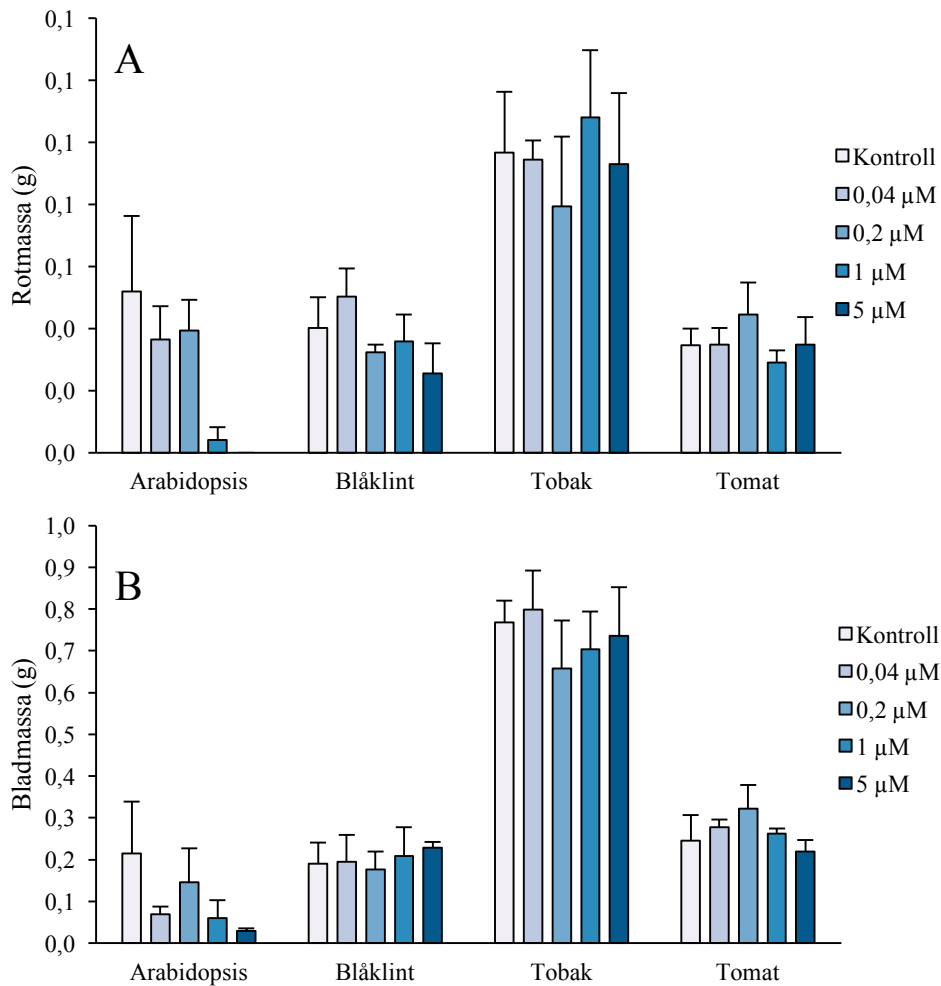 A
Rotmassa (g)
0,1
0,1
0,1
0,1
0,1
0,0
0,0
0,0
Arabidopsis Blåklint Tobak Tomat
Kontroll
0,04 µM
0,2 µM
1 µM
5 µM
B
Bladmassa (g)
1,0
0,9
0,8
0,7
0,6
0,5
0,4
0,3
0,2
0,1
0,0
Arabidopsis Blåklint Tobak Tomat
Kontroll
0,04 µM
0,2 µM
1 µM
5 µM